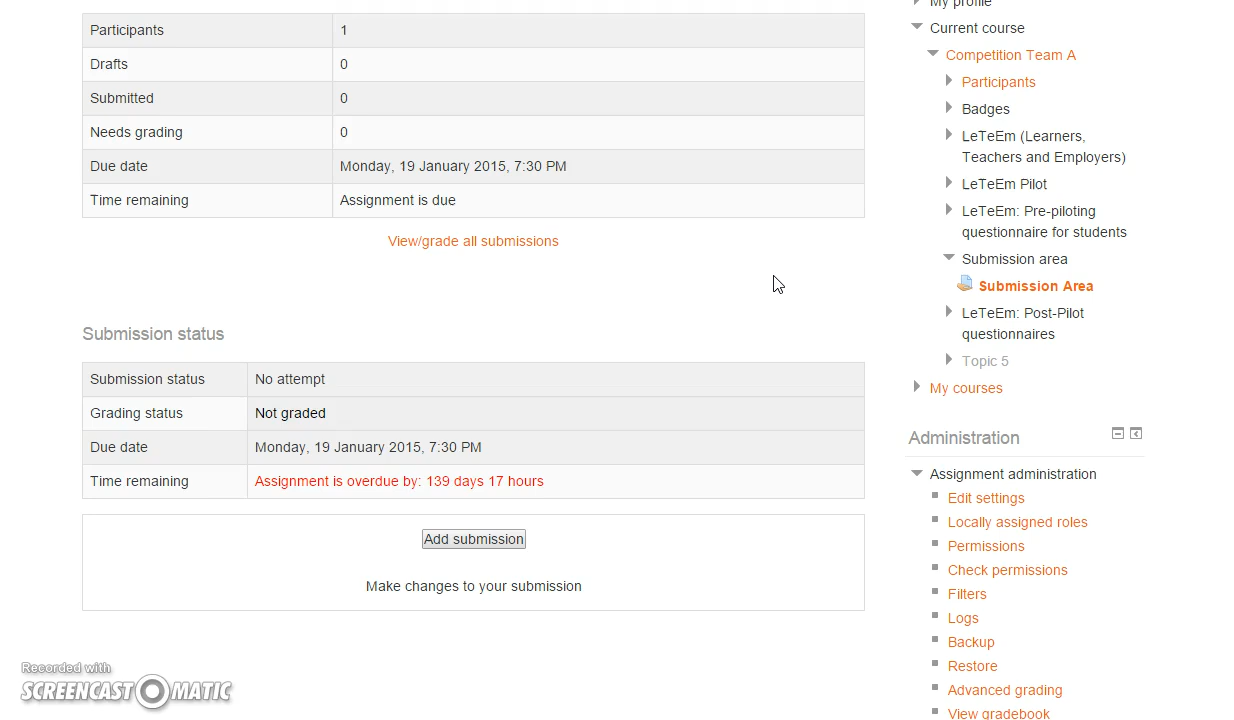 Participants 1
Drafts 0
Submitted 0
Needs grading 0
Due date Monday, 19 January 2015, 7:30 PM
Time remaining Assignment is due
View/grade all submissions
Submission status
Submission status No attempt
Grading status Not graded
Due date Monday, 19 January 2015, 7:30 PM
Time remaining Assignment is overdue by: 139 days 17 hours
Add submission
Make changes to your submission
Recorded with
SCREENCAST O MATIC
My profile
Current course
Competition Team A
Participants
Badges
LeTeEm (Learners,
Teachers and Employers)
LeTeEm Pilot
LeTeEm: Pre-piloting
questionnaire for students
Submission area
Submission Area
LeTeEm: Post-Pilot
questionnaires
Topic 5
My courses
Administration
Assignment administration
Edit settings
Locally assigned roles
Permissions
Check permissions
Filters
Logs
Backup
Restore
Advanced grading
View gradebook